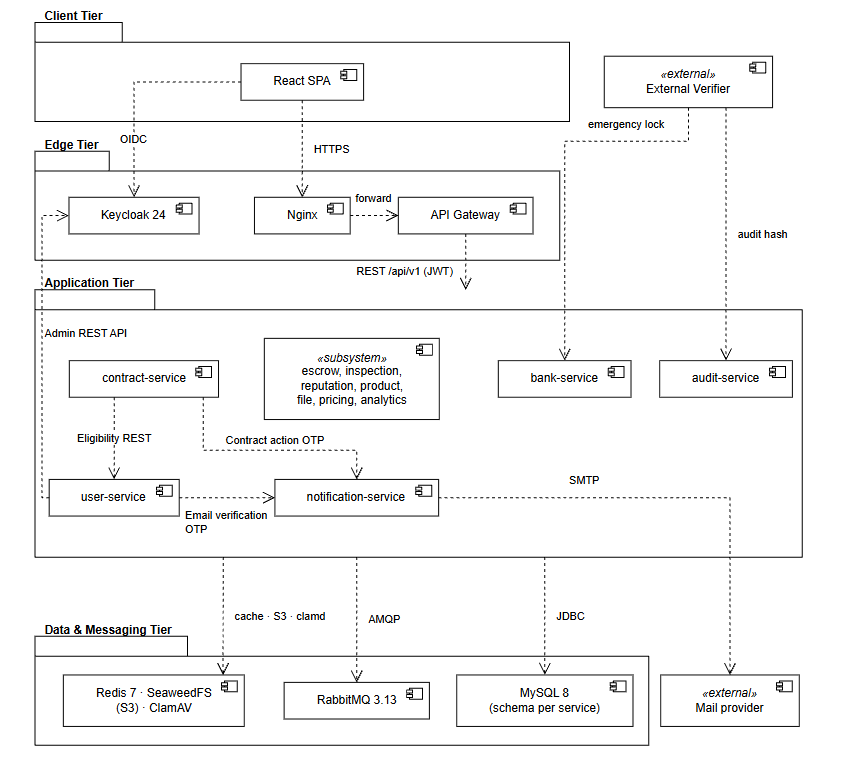 Client Tier
React SPA
«external»
External Verifier
emergency lock
OIDC
HTTPS
Edge Tier
Keycloak 24
Nginx
forward
API Gateway
audit hash
REST /api/v1 (JWT)
Application Tier
Admin REST API
contract-service
«subsystem»
escrow, inspection,
reputation, product,
file, pricing, analytics
bank-service
audit-service
Eligibility REST
Contract action OTP
user-service
notification-service
SMTP
Email verification
OTP
cache · S3 · clamd
AMQP
JDBC
Data & Messaging Tier
Redis 7 · SeaweedFS
(S3) · ClamAV
RabbitMQ 3.13
MySQL 8
(schema per service)
«external»
Mail provider